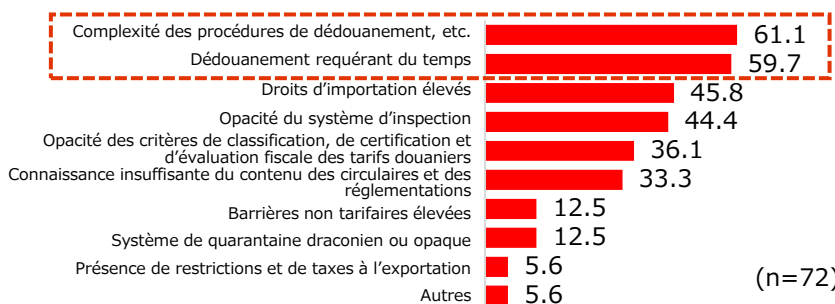 Complexité des procédures de dédouanement, etc. 61.1
Dédouanement requérant du temps 59.7
Droits d'importation élevés 45.8
Opacité du système d'inspection 44.4
Opacité des critères de classification, de certification et
d'évaluation fiscale des tarifs douaniers 36.1
Connaissance insuffisante du contenu des circulaires et des
réglementations 33.3
Barrières non tarifaires élevées 12.5
Système de quarantaine draconien ou opaque 12.5
Présence de restrictions et de taxes à l'exportation 5.6
Autres 5.6
(n=72)